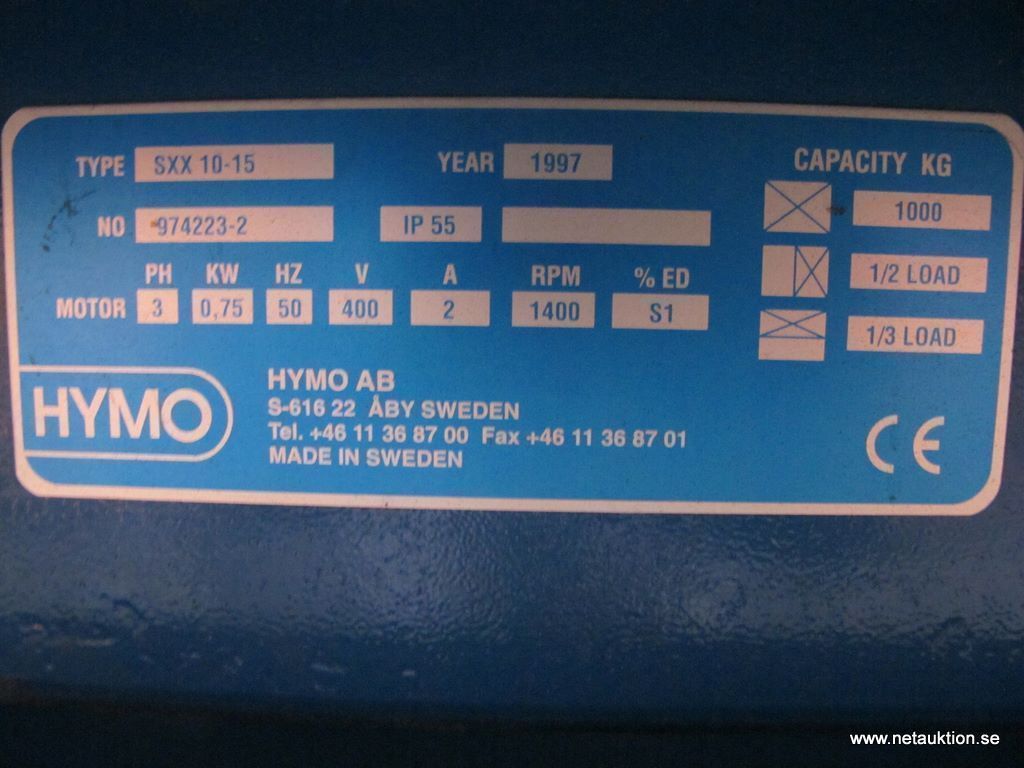 TYPE SXX 10-15 YEAR 1997 CAPACITY KG
1000
NO 974223-2 IP 55
1/2 LOAD
PH KW HZ V A RPM % ED
MOTOR 3 0,75 50 400 2 1400 S1
1/3 LOAD
HYMO
HYMO AB
S-616 22 ÅBY SWEDEN
Tel. +46 11 36 87 00 Fax +46 11 36 87 01
MADE IN SWEDEN
CE
www.netauktion.se